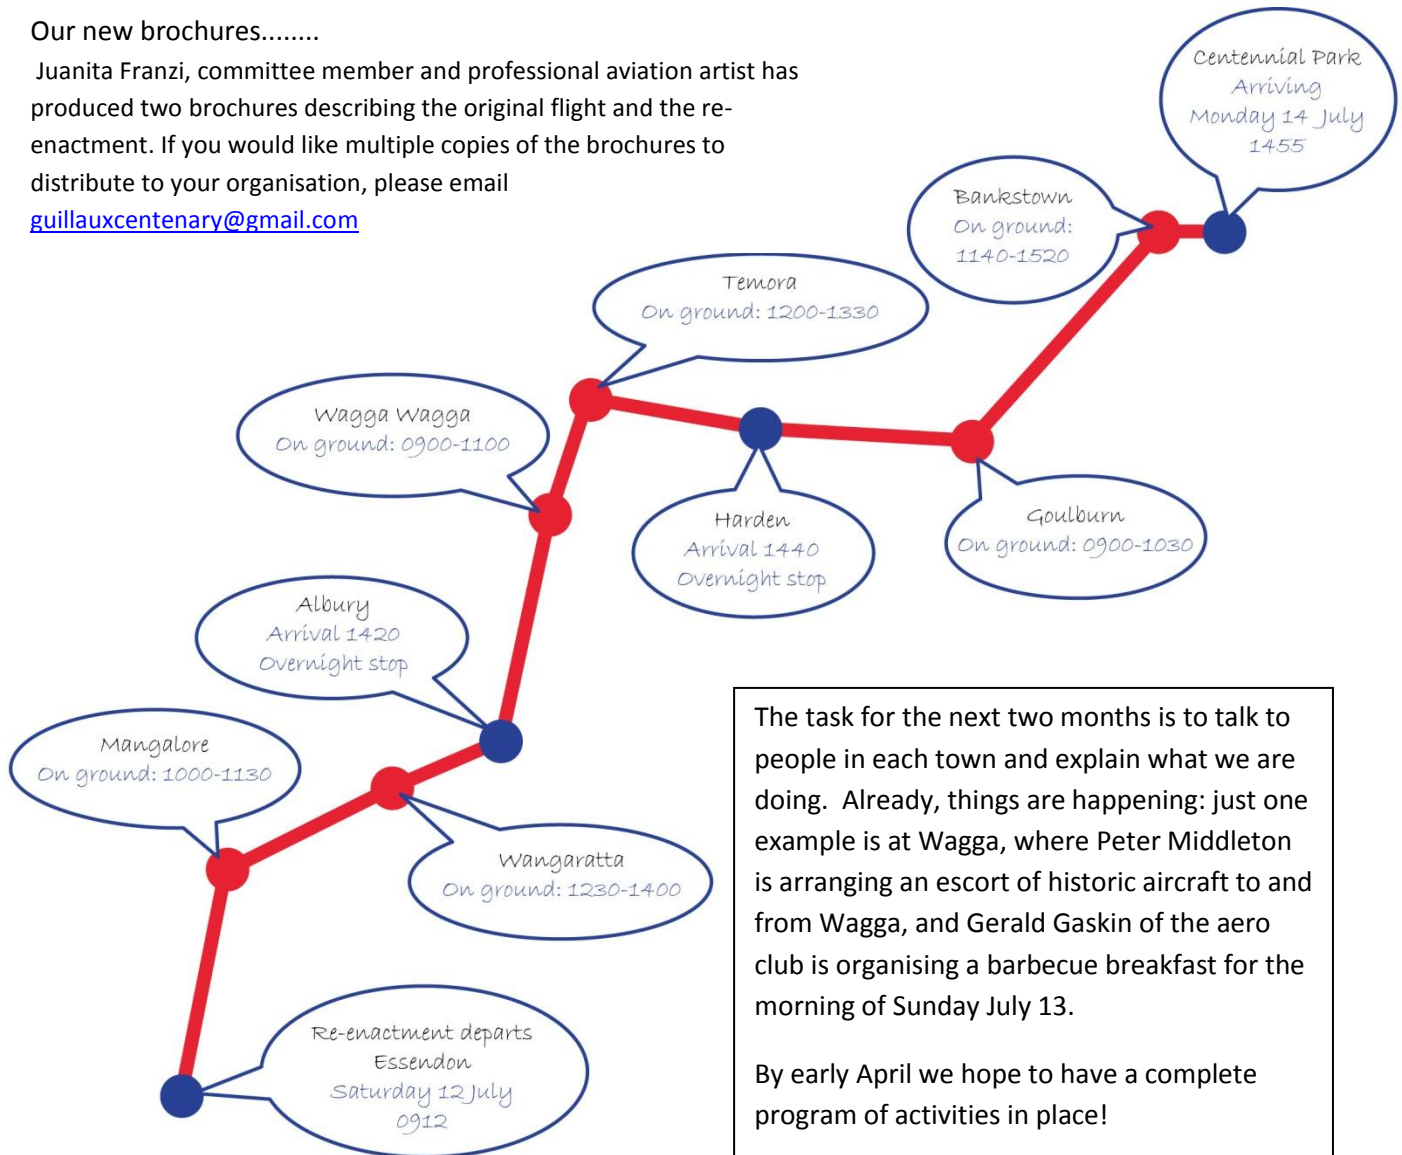 Our new brochures........
Juanita Franzi, committee member and professional aviation artist has
produced two brochures describing the original flight and the re-
enactment. If you would like multiple copies of the brochures to
distribute to your organisation, please email
guillauxcentenary@gmail.com
Centennial Park
Arriving
Monday 14 July
1455
Bankstown
On ground:
1140-1520
Temora
On ground: 1200-1330
Wagga Wagga
On ground: 0900-1100
Harden
Arrival 1440
Overnight stop
Goulburn
On ground: 0900-1030
Albury
Arrival 1420
Overnight stop
Mangalore
On ground: 1000-1130
Wangaratta
On ground: 1230-1400
Re-enactment departs
Essendon
Saturday 12 July
0912
The task for the next two months is to talk to
people in each town and explain what we are
doing.  Already, things are happening: just one
example is at Wagga, where Peter Middleton
is arranging an escort of historic aircraft to and
from Wagga, and Gerald Gaskin of the aero
club is organising a barbecue breakfast for the
morning of Sunday July 13.
By early April we hope to have a complete
program of activities in place!